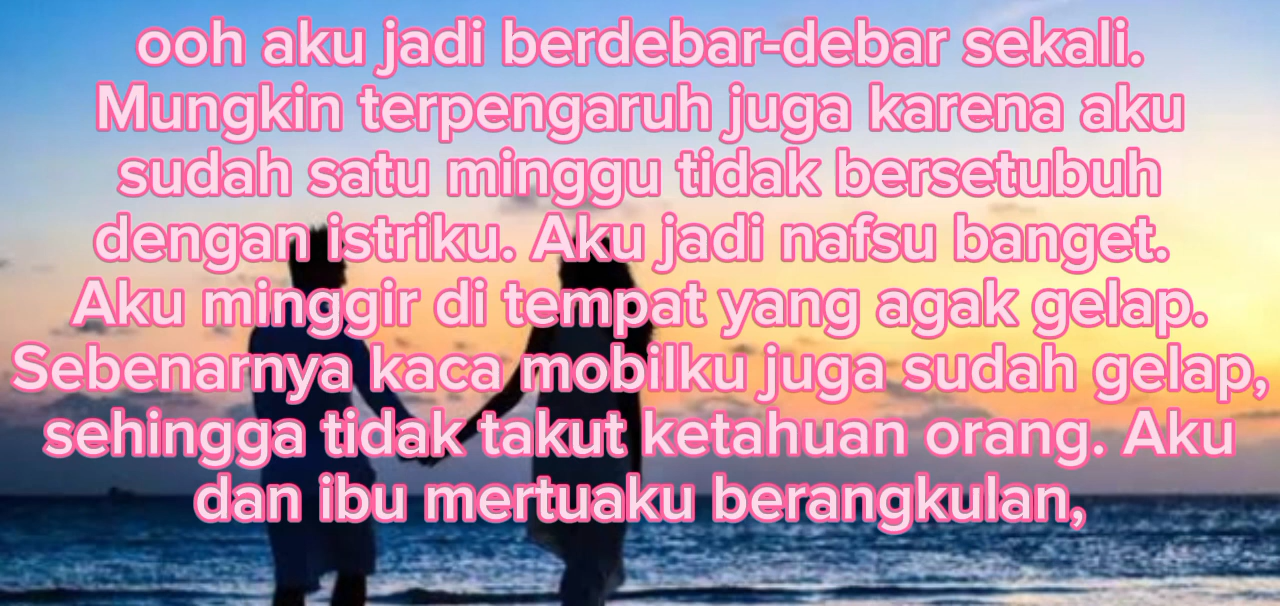 ooh aku jadi berdebar-debar sekali.
Mungkin terpengaruh juga karena aku
sudah satu minggu tidak bersetubuh
dengan istriku. Aku jadi nafsu banget.
Aku minggir di tempat yang agak gelap.
Sebenarnya kaca mobilku juga sudah gelap,
sehingga tidak takut ketahuan orang. Aku
dan ibu mertuaku berangkulan,